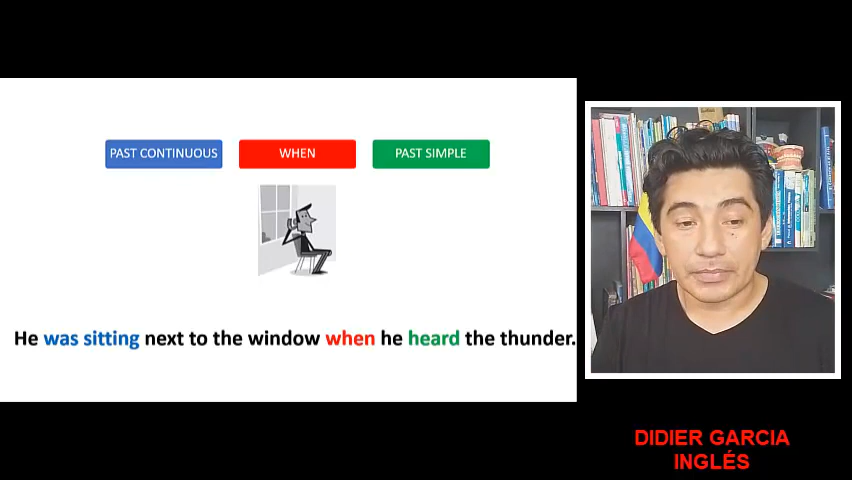 PAST CONTINUOUS
WHEN
PAST SIMPLE
He was sitting next to the window when he heard the thunder.
DIDIER GARCIA
INGLÉS